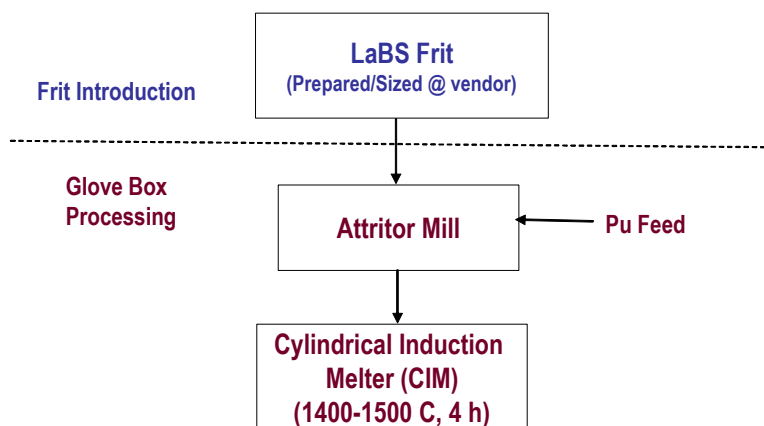 LaBS Frit
(Prepared/Sized @ vendor)
Frit Introduction
Glove Box
Processing
Attritor Mill
Pu Feed
Cylindrical Induction
Melter (CIM)
(1400-1500 C, 4 h)